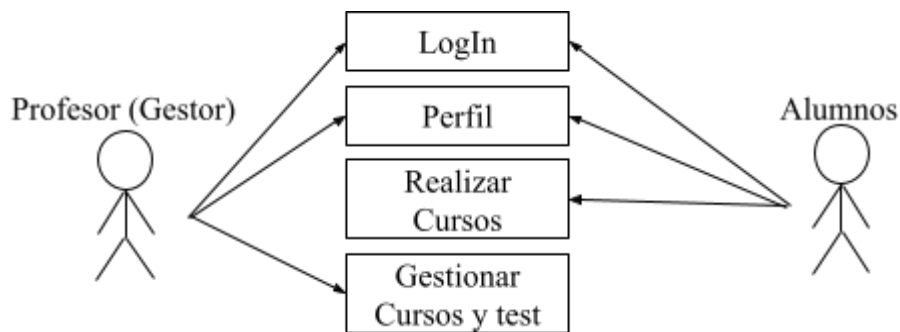 LogIn
Profesor (Gestor)
Perfil
Alumnos
Realizar
Cursos
Gestionar
Cursos y test